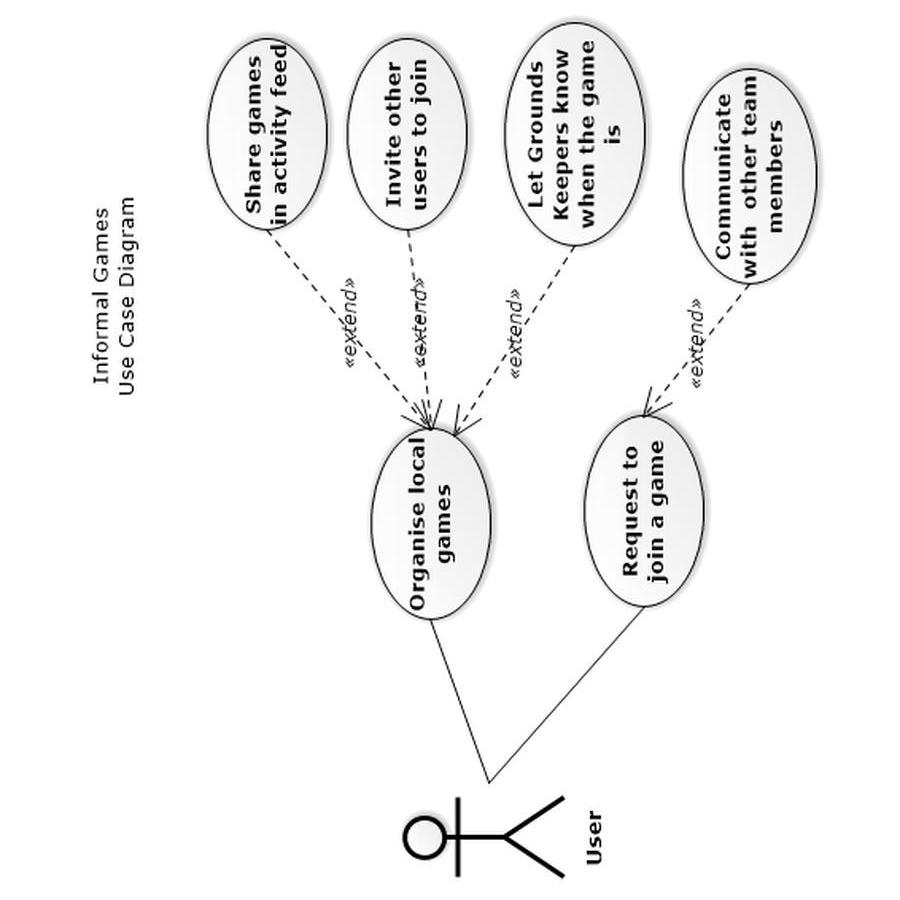 Informal Games
Use Case Diagram
Share games
in activity feed
«extend»
Invite other
users to join
«extend»
Organise local
games
Let Grounds
Keepers know
when the game
is
«extend»
User
Request to
join a game
«extend»
Communicate
with other team
members